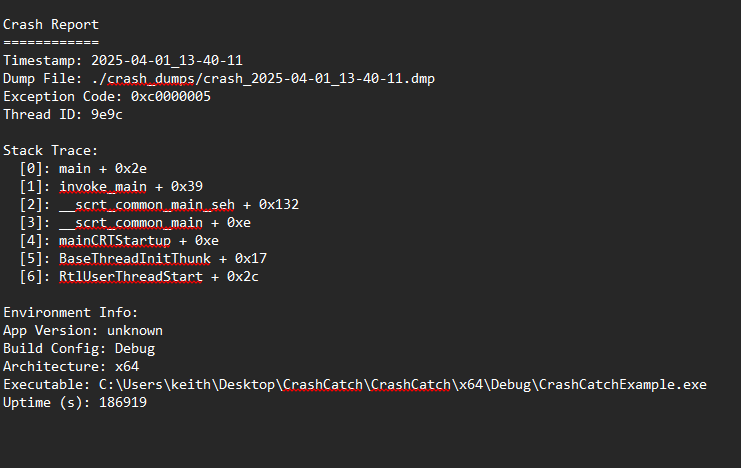 Crash Report
============
Timestamp: 2025-04-01_13-40-11
Dump File: ./crash_dumps/crash_2025-04-01_13-40-11.dmp
Exception Code: 0xc0000005
Thread ID: 9e9c

Stack Trace:
  [0]: main + 0x2e
  [1]: invoke_main + 0x39
  [2]: __scrt_common_main_seh + 0x132
  [3]: __scrt_common_main + 0xe
  [4]: mainCRTStartup + 0xe
  [5]: BaseThreadInitThunk + 0x17
  [6]: RtlUserThreadStart + 0x2c

Environment Info:
App Version: unknown
Build Config: Debug
Architecture: x64
Executable: C:\Users\keith\Desktop\CrashCatch\CrashCatch\x64\Debug\CrashCatchExample.exe
Uptime (s): 186919